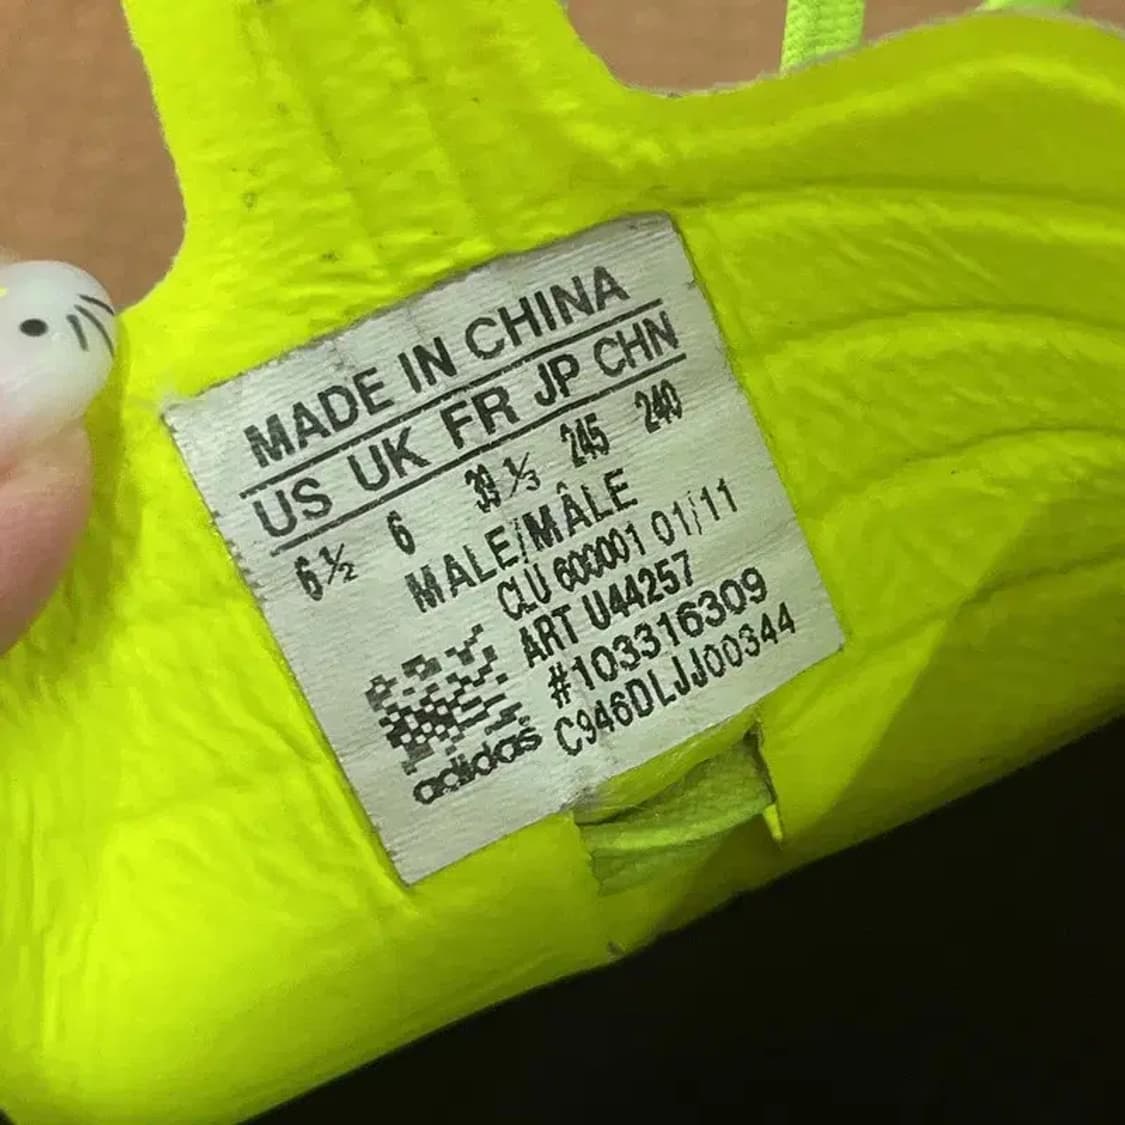 MADE IN CHINA
US UK FR JP CHN
6½ 6 39⅓ 245 240
MALE/MÂLE
CLU 600001 01/11
ART U44257
#103316309
C946DLJJ00344
adidas